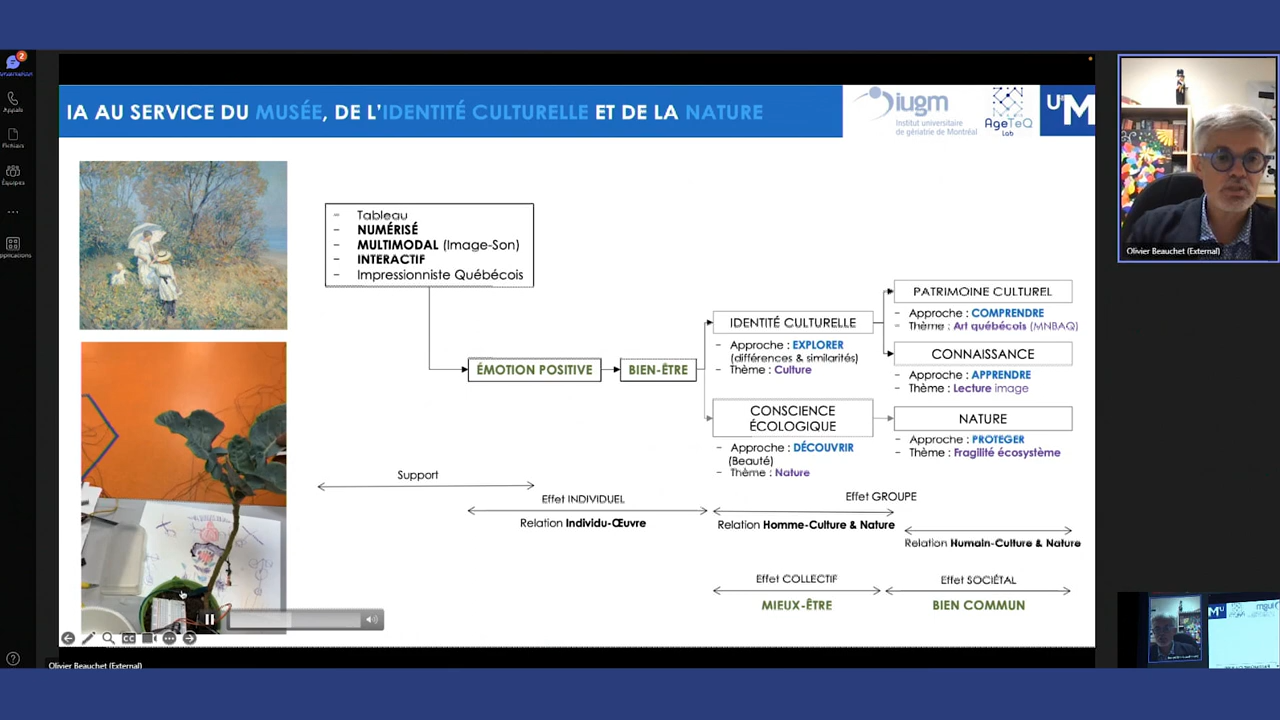 2
Appels
Fichiers
Équipes
IA AU SERVICE DU MUSÉE, DE L'IDENTITÉ CULTURELLE ET DE LA NATURE
iugm
Institut universitaire
de gériatrie de Montréal
AgeTeQ
Lab
M
- Tableau
- NUMÉRISÉ
- MULTIMODAL (Image-Son)
- INTERACTIF
- Impressionniste Québécois
ÉMOTION POSITIVE
BIEN-ÊTRE
IDENTITÉ CULTURELLE
- Approche : EXPLORER
(différences & similarités)
- Thème : Culture
PATRIMOINE CULTUREL
- Approche : COMPRENDRE
- Thème : Art québécois (MNBAQ)
CONNAISSANCE
- Approche : APPRENDRE
- Thème : Lecture image
CONSCIENCE
ÉCOLOGIQUE
- Approche : DÉCOUVRIR
(Beauté)
- Thème : Nature
NATURE
- Approche : PROTEGER
- Thème : Fragilité écosystème
Support
Effet INDIVIDUEL
Relation Individu-Œuvre
Effet GROUPE
Relation Homme-Culture & Nature
Relation Humain-Culture & Nature
Effet COLLECTIF
MIEUX-ÊTRE
Effet SOCIÉTAL
BIEN COMMUN
CC
Olivier Beauchet (External)
Olivier Beauchet (External)